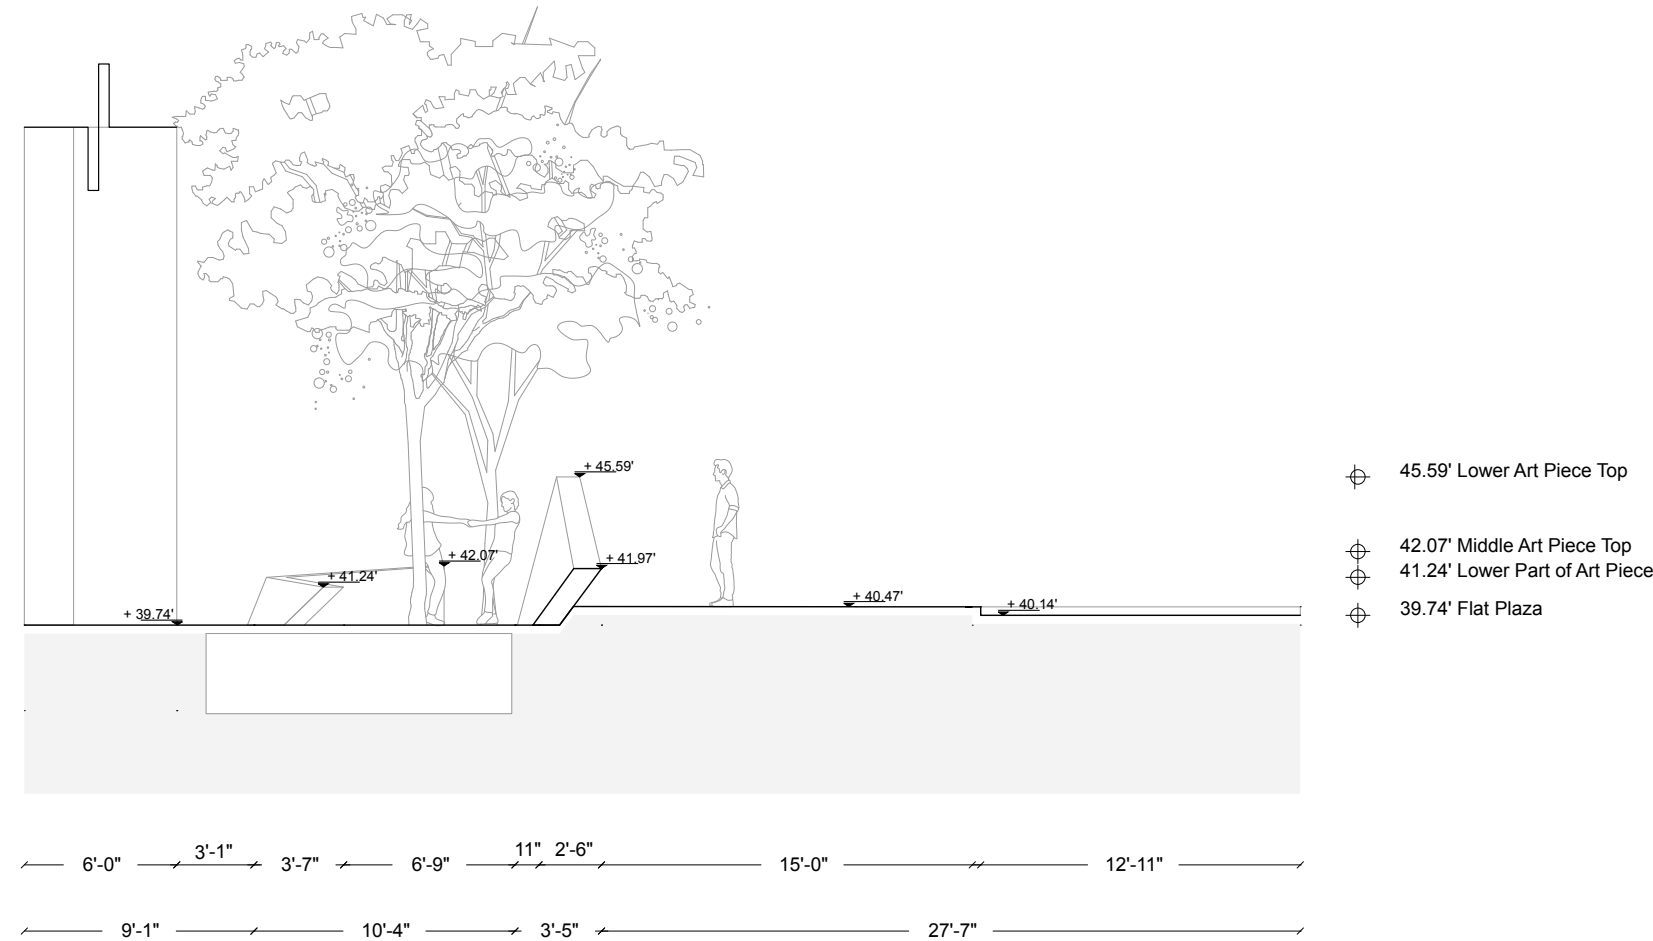 + 45.59'
+ 42.07'
+ 41.97'
+ 41.24'
+ 40.47'
+ 40.14'
+ 39.74'
45.59' Lower Art Piece Top
42.07' Middle Art Piece Top
41.24' Lower Part of Art Piece
39.74' Flat Plaza
6'-0" 3'-1" 3'-7" 6'-9" 11" 2'-6" 15'-0" 12'-11"
9'-1" 10'-4" 3'-5" 27'-7"